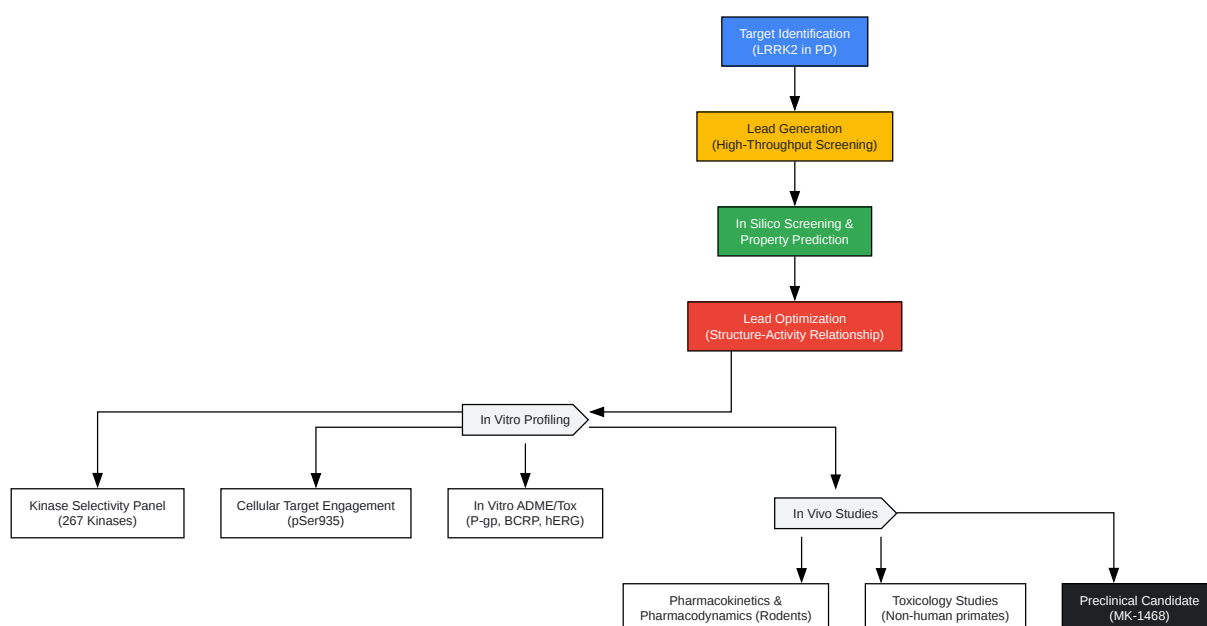 Target Identification
(LRRK2 in PD)
Lead Generation
(High-Throughput Screening)
In Silico Screening &
Property Prediction
Lead Optimization
(Structure-Activity Relationship)
In Vitro Profiling
Kinase Selectivity Panel
(267 Kinases)
Cellular Target Engagement
(pSer935)
In Vitro ADME/Tox
(P-gp, BCRP, hERG)
In Vivo Studies
Pharmacokinetics &
Pharmacodynamics (Rodents)
Toxicology Studies
(Non-human primates)
Preclinical Candidate
(MK-1468)